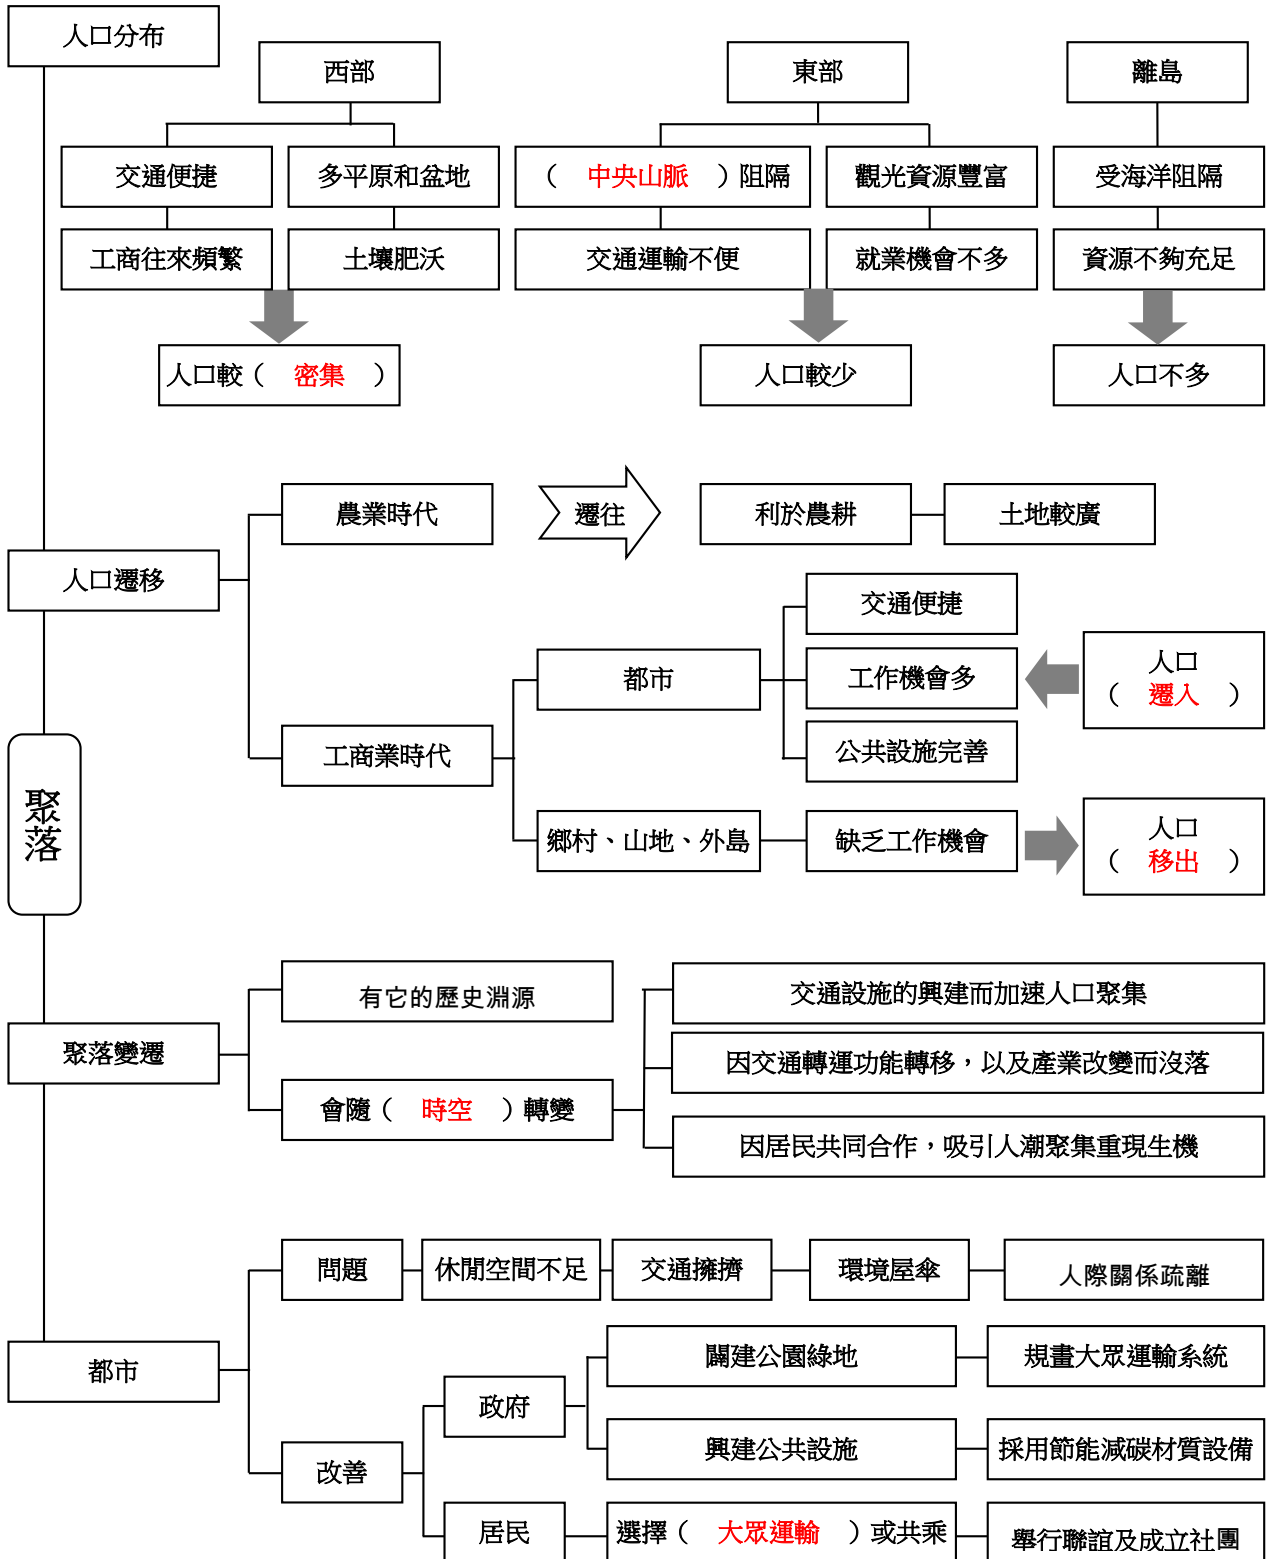 人口分布
西部
東部
離島
交通便捷
多平原和盆地
（　中央山脈　）阻隔
觀光資源豐富
受海洋阻隔
工商往來頻繁
土壤肥沃
交通運輸不便
就業機會不多
資源不夠充足
人口較（　密集　）
人口較少
人口不多
人口遷移
農業時代
遷往
利於農耕
土地較廣
工商業時代
都市
交通便捷
工作機會多
公共設施完善
人口
（　遷入　）
鄉村、山地、外島
缺乏工作機會
人口
（　移出　）
聚落
聚落變遷
有它的歷史淵源
會隨（　時空　）轉變
交通設施的興建而加速人口聚集
因交通轉運功能轉移，以及產業改變而沒落
因居民共同合作，吸引人潮聚集重現生機
都市
問題
休閒空間不足
交通擁擠
環境屋傘
人際關係疏離
改善
政府
闢建公園綠地
規畫大眾運輸系統
興建公共設施
採用節能減碳材質設備
居民
選擇（　大眾運輸　）或共乘
舉行聯誼及成立社團